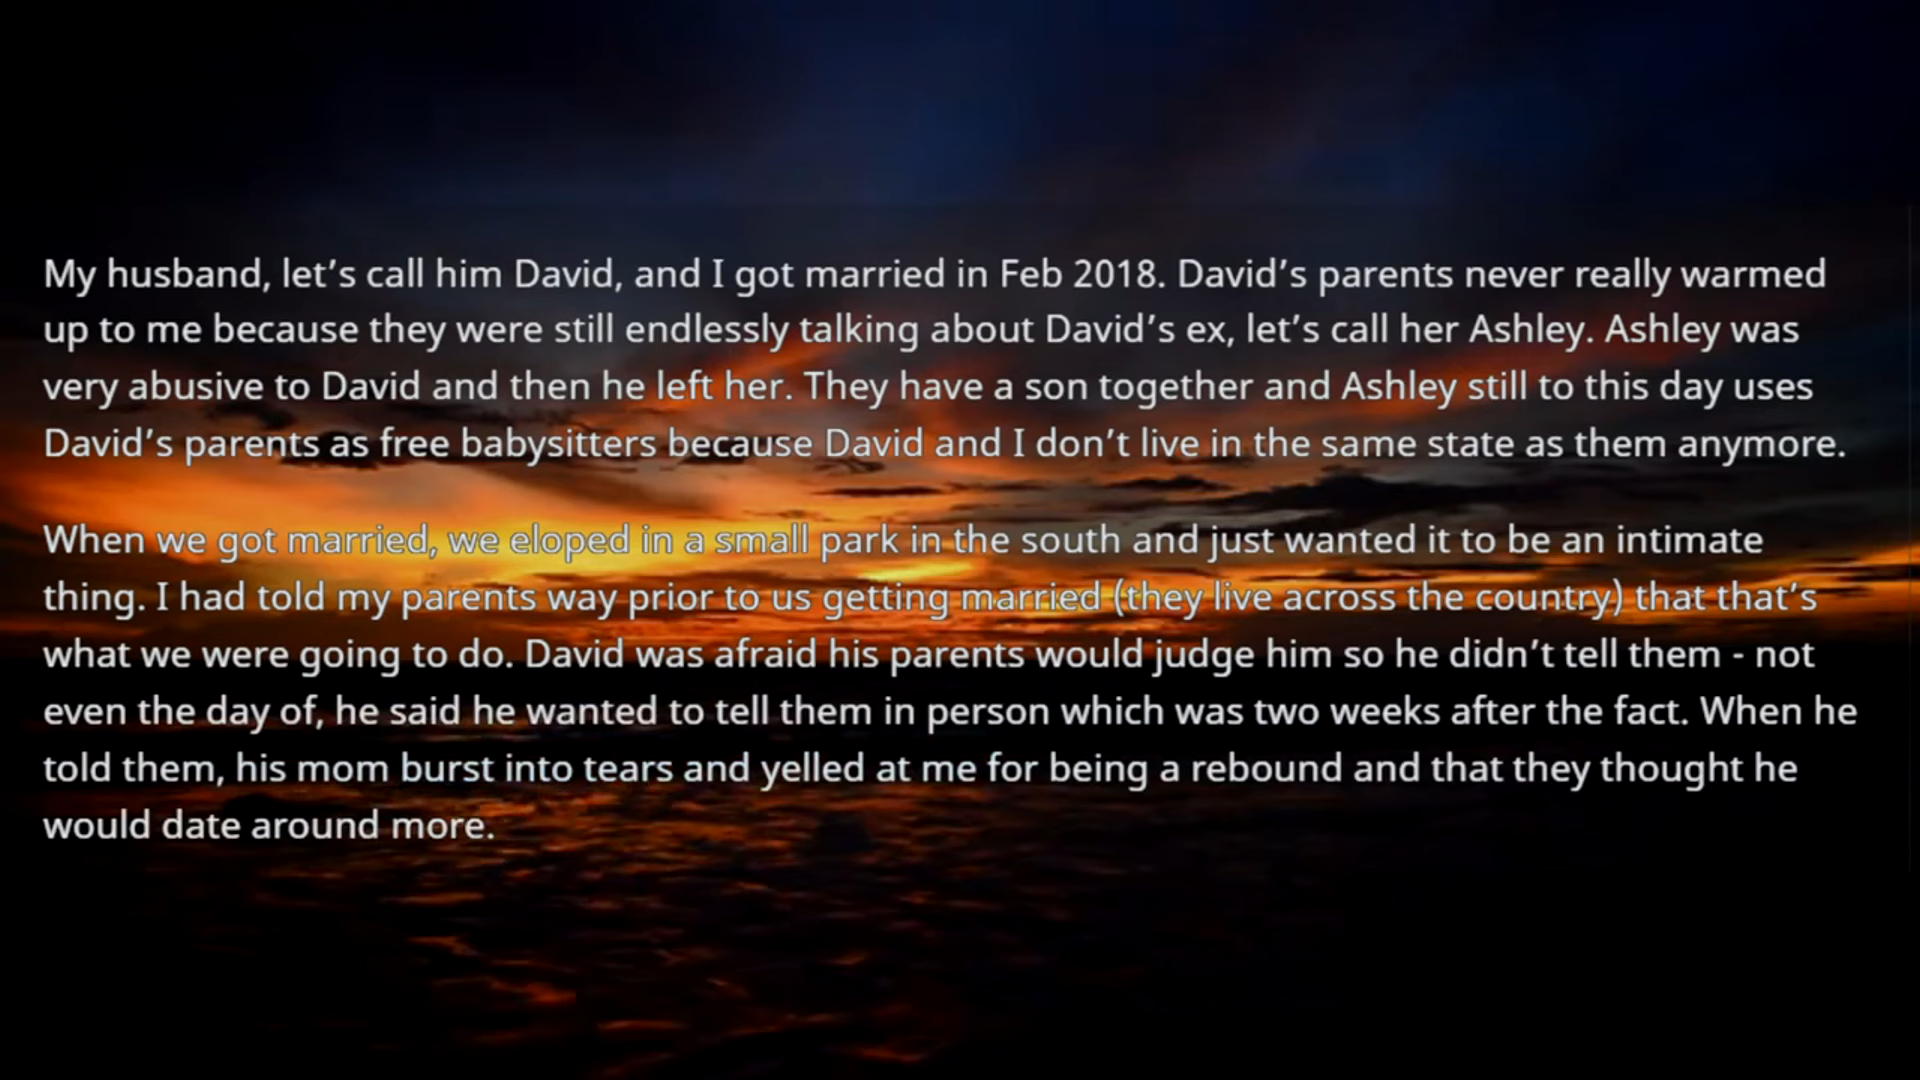 My husband, let’s call him David, and I got married in Feb 2018. David’s parents never really warmed
up to me because they were still endlessly talking about David’s ex, let’s call her Ashley. Ashley was
very abusive to David and then he left her. They have a son together and Ashley still to this day uses
David’s parents as free babysitters because David and I don’t live in the same state as them anymore.
When we got married, we eloped in a small park in the south and just wanted it to be an intimate
thing. I had told my parents way prior to us getting married (they live across the country) that that’s
what we were going to do. David was afraid his parents would judge him so he didn’t tell them - not
even the day of, he said he wanted to tell them in person which was two weeks after the fact. When he
told them, his mom burst into tears and yelled at me for being a rebound and that they thought he
would date around more.